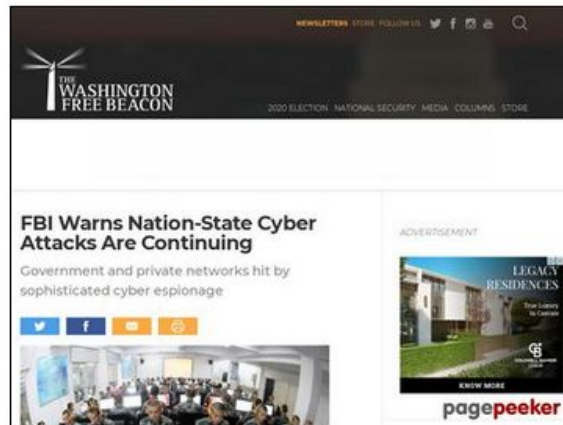 NEWSLETTERS STORE FOLLOW US
THE
WASHINGTON
FREE BEACON
2020 ELECTION NATIONAL SECURITY MEDIA COLUMNS STORE
FBI Warns Nation-State Cyber
Attacks Are Continuing
Government and private networks hit by
sophisticated cyber espionage
ADVERTISEMENT
LEGACY
RESIDENCES
True Luxury
KNOW MORE
pagepeeker